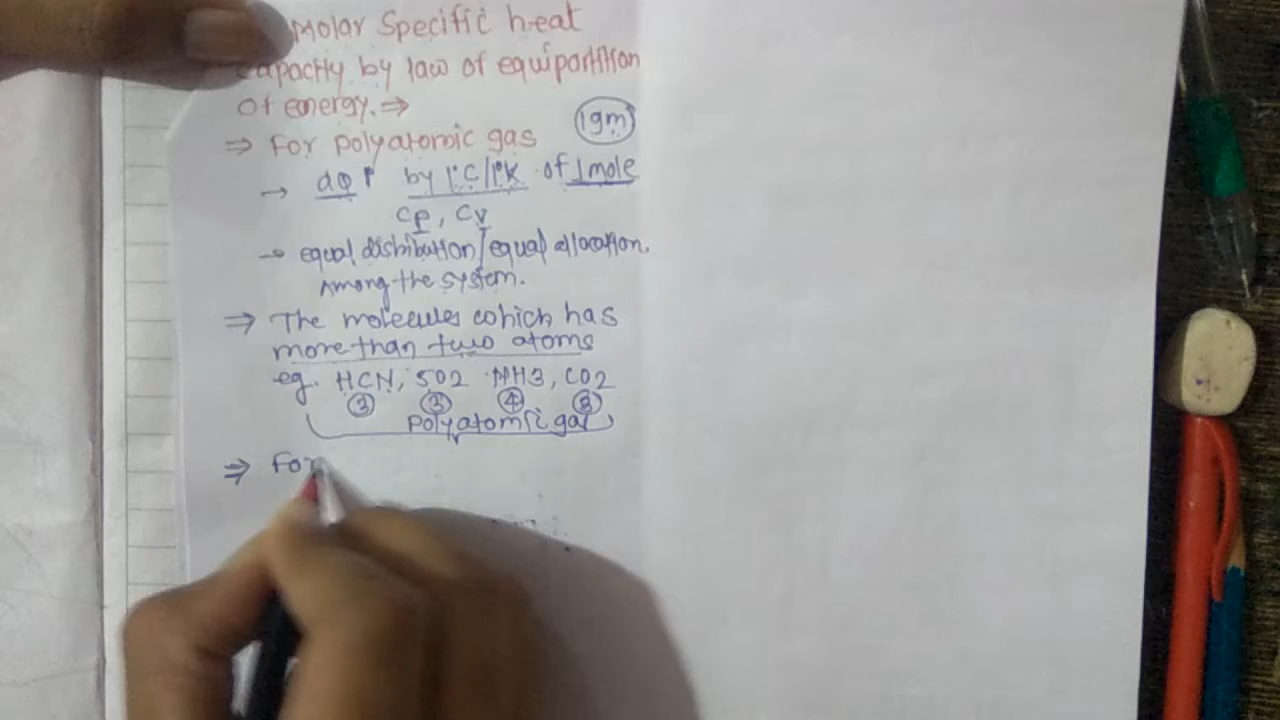 Molar Specific heat
capacity by law of equipartition
of energy. ⇒
⇒ For polyatomic gas (1gm)
→ dQ↑ by 1°C/1°K of 1mole
Cp, Cv
→ equal distribution/equal allocation.
Among the system.
⇒ The molecules which has
more than two atoms
eg. HCN, SO2 NH3, CO2
3 3 4 3
polyatomic gas
⇒ For